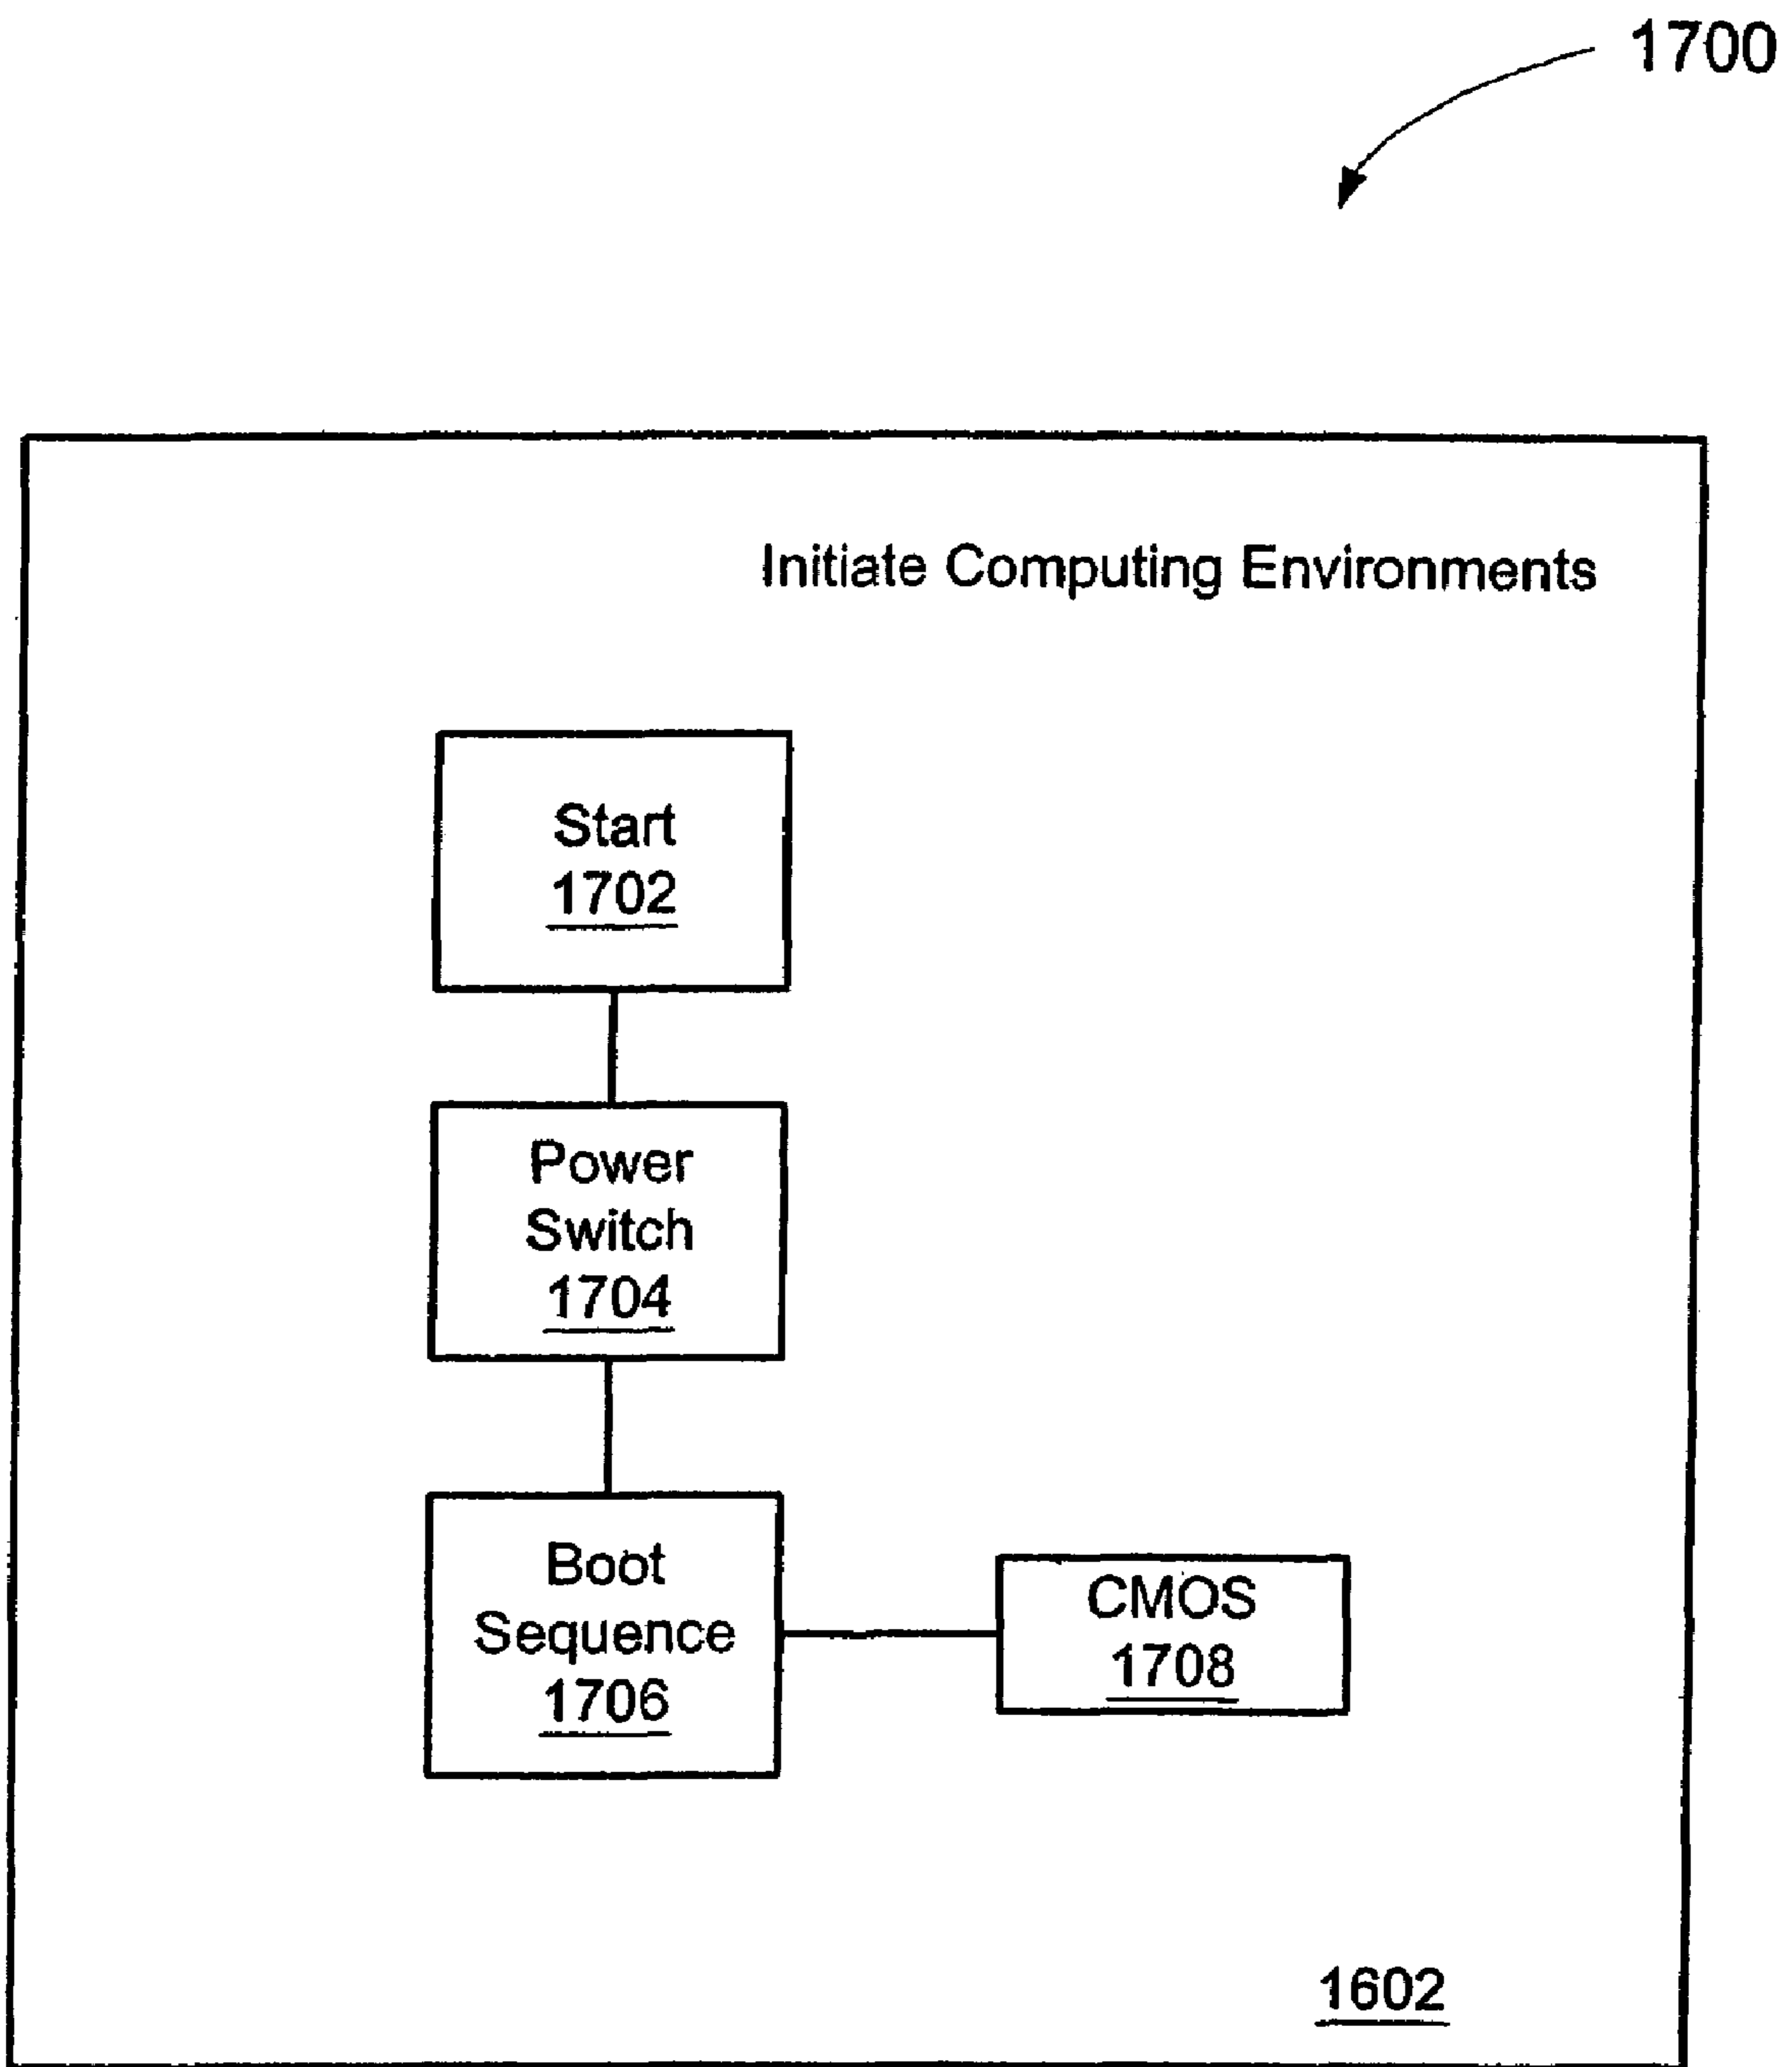 1700
Initiate Computing Environments
Start
1702
Power
Switch
1704
Boot
Sequence
1706
CMOS
1708
1602